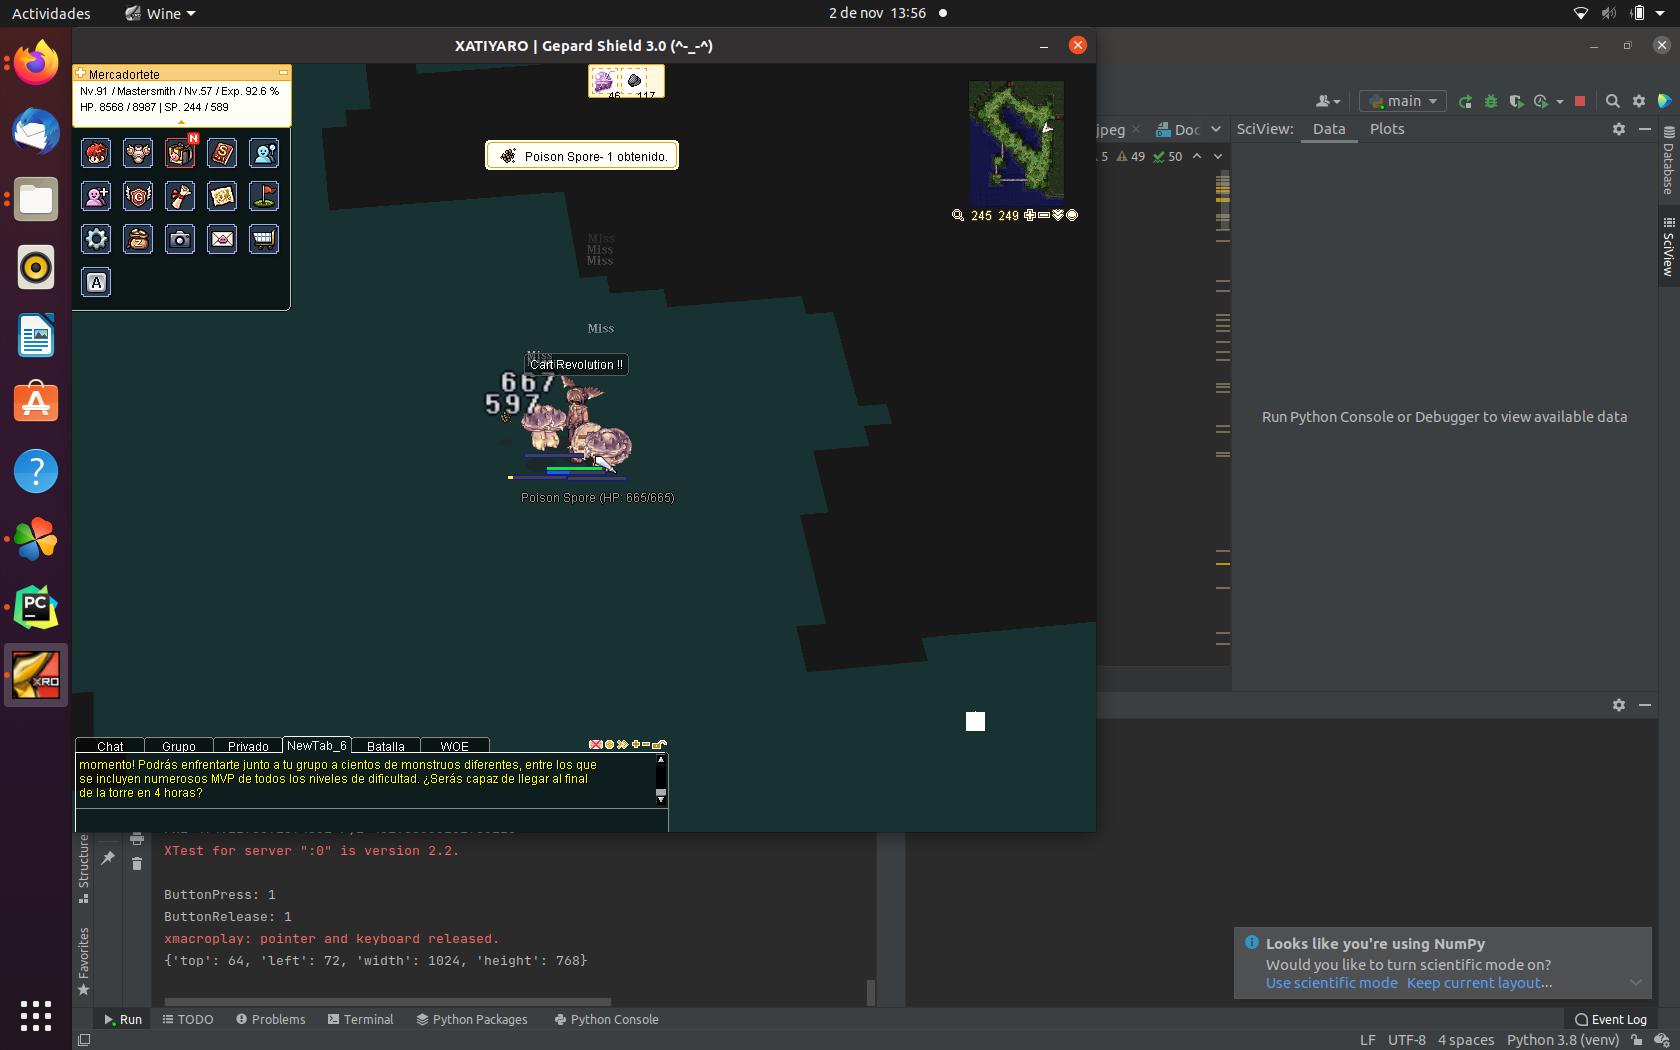 Actividades
Wine
2 de nov 13:56
XATIYARO | Gepard Shield 3.0 (^-_-^)
Mercadortete
Nv.91 / Mastersmith / Nv.57 / Exp. 92.6 %
HP. 8568 / 8987 | SP. 244 / 589
46 117
N
Poison Spore- 1 obtenido.
245 249
A
Miss
Miss
Miss
Miss
Miss
Cart Revolution !!
667
597
Poison Spore (HP: 665/665)
main
jpeg
Doc
SciView:
Data
Plots
5
49
50
Database
SciView
Run Python Console or Debugger to view available data
PC
XRO
Chat
Grupo
Privado
NewTab_6
Batalla
WOE
momento! Podrás enfrentarte junto a tu grupo a cientos de monstruos diferentes, entre los que
se incluyen numerosos MVP de todos los niveles de dificultad. ¿Serás capaz de llegar al final
de la torre en 4 horas?
XTest for server ":0" is version 2.2.
ButtonPress: 1
ButtonRelease: 1
xmacroplay: pointer and keyboard released.
{'top': 64, 'left': 72, 'width': 1024, 'height': 768}
Structure
Favorites
Looks like you're using NumPy
Would you like to turn scientific mode on?
Use scientific mode Keep current layout...
Run
TODO
Problems
Terminal
Python Packages
Python Console
Event Log
LF UTF-8 4 spaces Python 3.8 (venv)